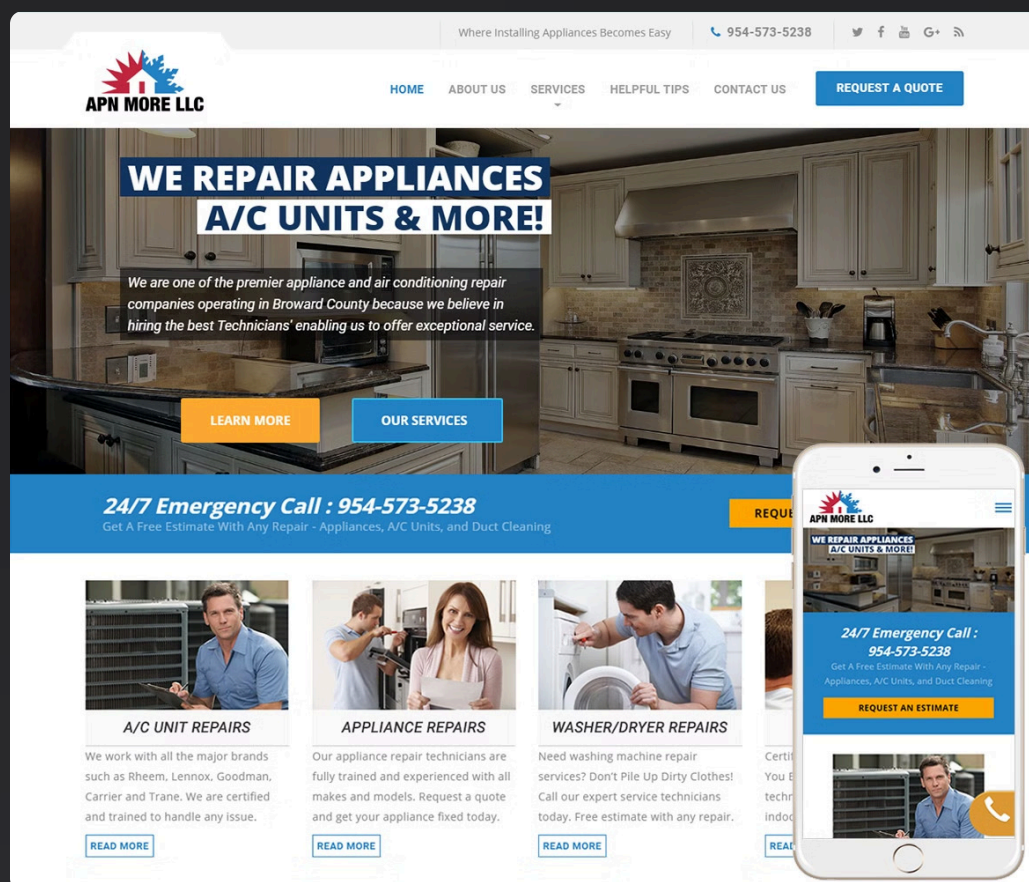 Where Installing Appliances Becomes Easy
954-573-5238
G+
APN MORE LLC
HOME
ABOUT US
SERVICES
HELPFUL TIPS
CONTACT US
REQUEST A QUOTE
WE REPAIR APPLIANCES
A/C UNITS & MORE!
We are one of the premier appliance and air conditioning repair
companies operating in Broward County because we believe in
hiring the best Technicians' enabling us to offer exceptional service.
LEARN MORE
OUR SERVICES
24/7 Emergency Call : 954-573-5238
Get A Free Estimate With Any Repair - Appliances, A/C Units, and Duct Cleaning
A/C UNIT REPAIRS
We work with all the major brands
such as Rheem, Lennox, Goodman,
Carrier and Trane. We are certified
and trained to handle any issue.
READ MORE
APPLIANCE REPAIRS
Our appliance repair technicians are
fully trained and experienced with all
makes and models. Request a quote
and get your appliance fixed today.
READ MORE
WASHER/DRYER REPAIRS
Need washing machine repair
services? Don't Pile Up Dirty Clothes!
Call our expert service technicians
today. Free estimate with any repair.
READ MORE
You
APN MORE LLC
WE REPAIR APPLIANCES
A/C UNITS & MORE!
24/7 Emergency Call :
954-573-5238
Get A Free Estimate With Any Repair -
Appliances, A/C Units, and Duct Cleaning
REQUEST AN ESTIMATE